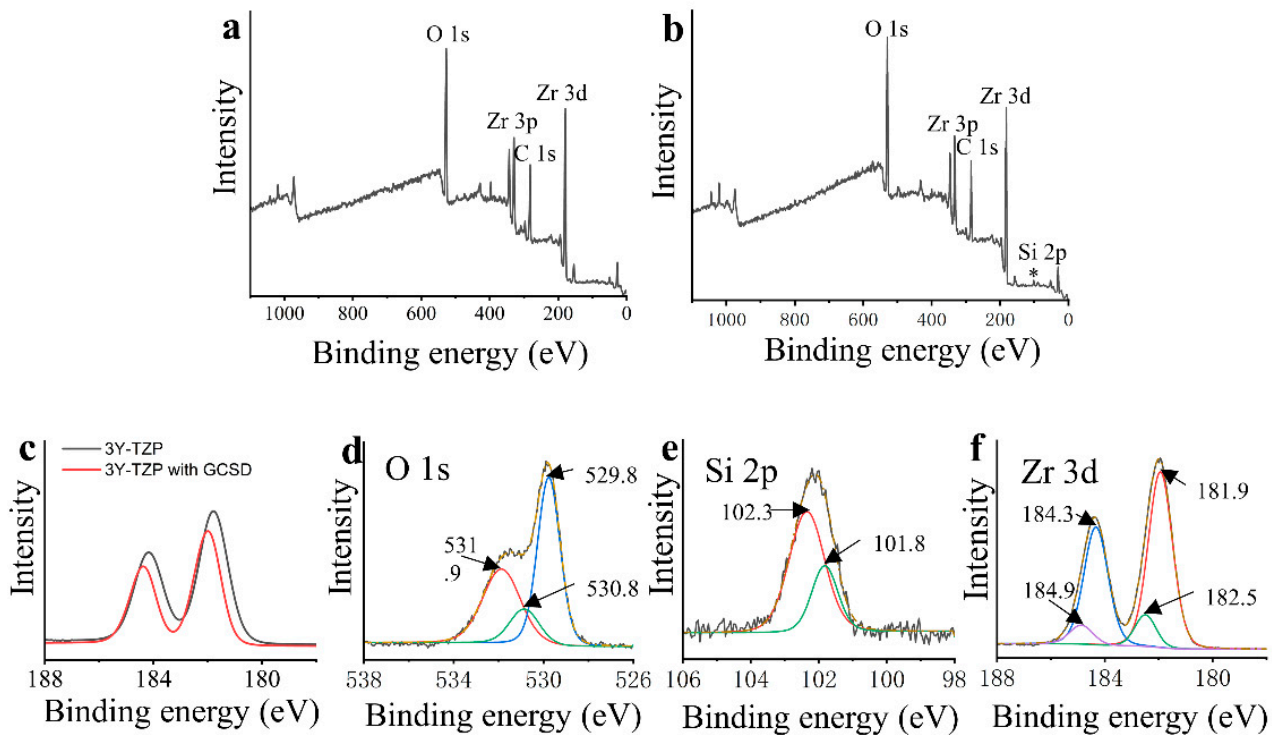 a
O 1s
Zr 3p
C 1s
Zr 3d
Intensity
1000 800 600 400 200 0
Binding energy (eV)
b
O 1s
Zr 3p
C 1s
Zr 3d
Si 2p
*
Intensity
1000 800 600 400 200 0
Binding energy (eV)
c
3Y-TZP
3Y-TZP with GCSD
Intensity
188 184 180
Binding energy (eV)
d
O 1s
529.8
531
.9
530.8
Intensity
538 534 530 526
Binding energy (eV)
e
Si 2p
102.3
101.8
Intensity
106 104 102 100 98
Binding energy (eV)
f
Zr 3d
181.9
184.3
184.9
182.5
Intensity
188 184 180
Binding energy (eV)